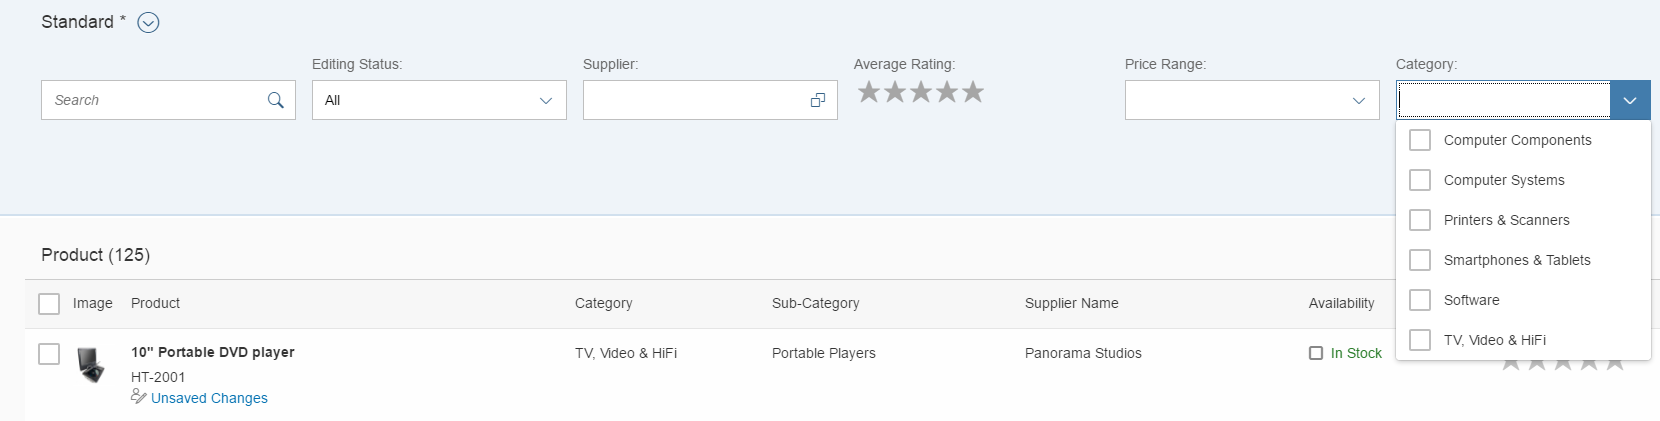 Standard *
Editing Status:
Supplier:
Average Rating:
Price Range:
Category:
Search
All
Computer Components
Computer Systems
Printers & Scanners
Smartphones & Tablets
Software
TV, Video & HiFi
Product (125)
Image Product Category Sub-Category Supplier Name Availability
10" Portable DVD player TV, Video & HiFi Portable Players Panorama Studios In Stock
HT-2001
Unsaved Changes